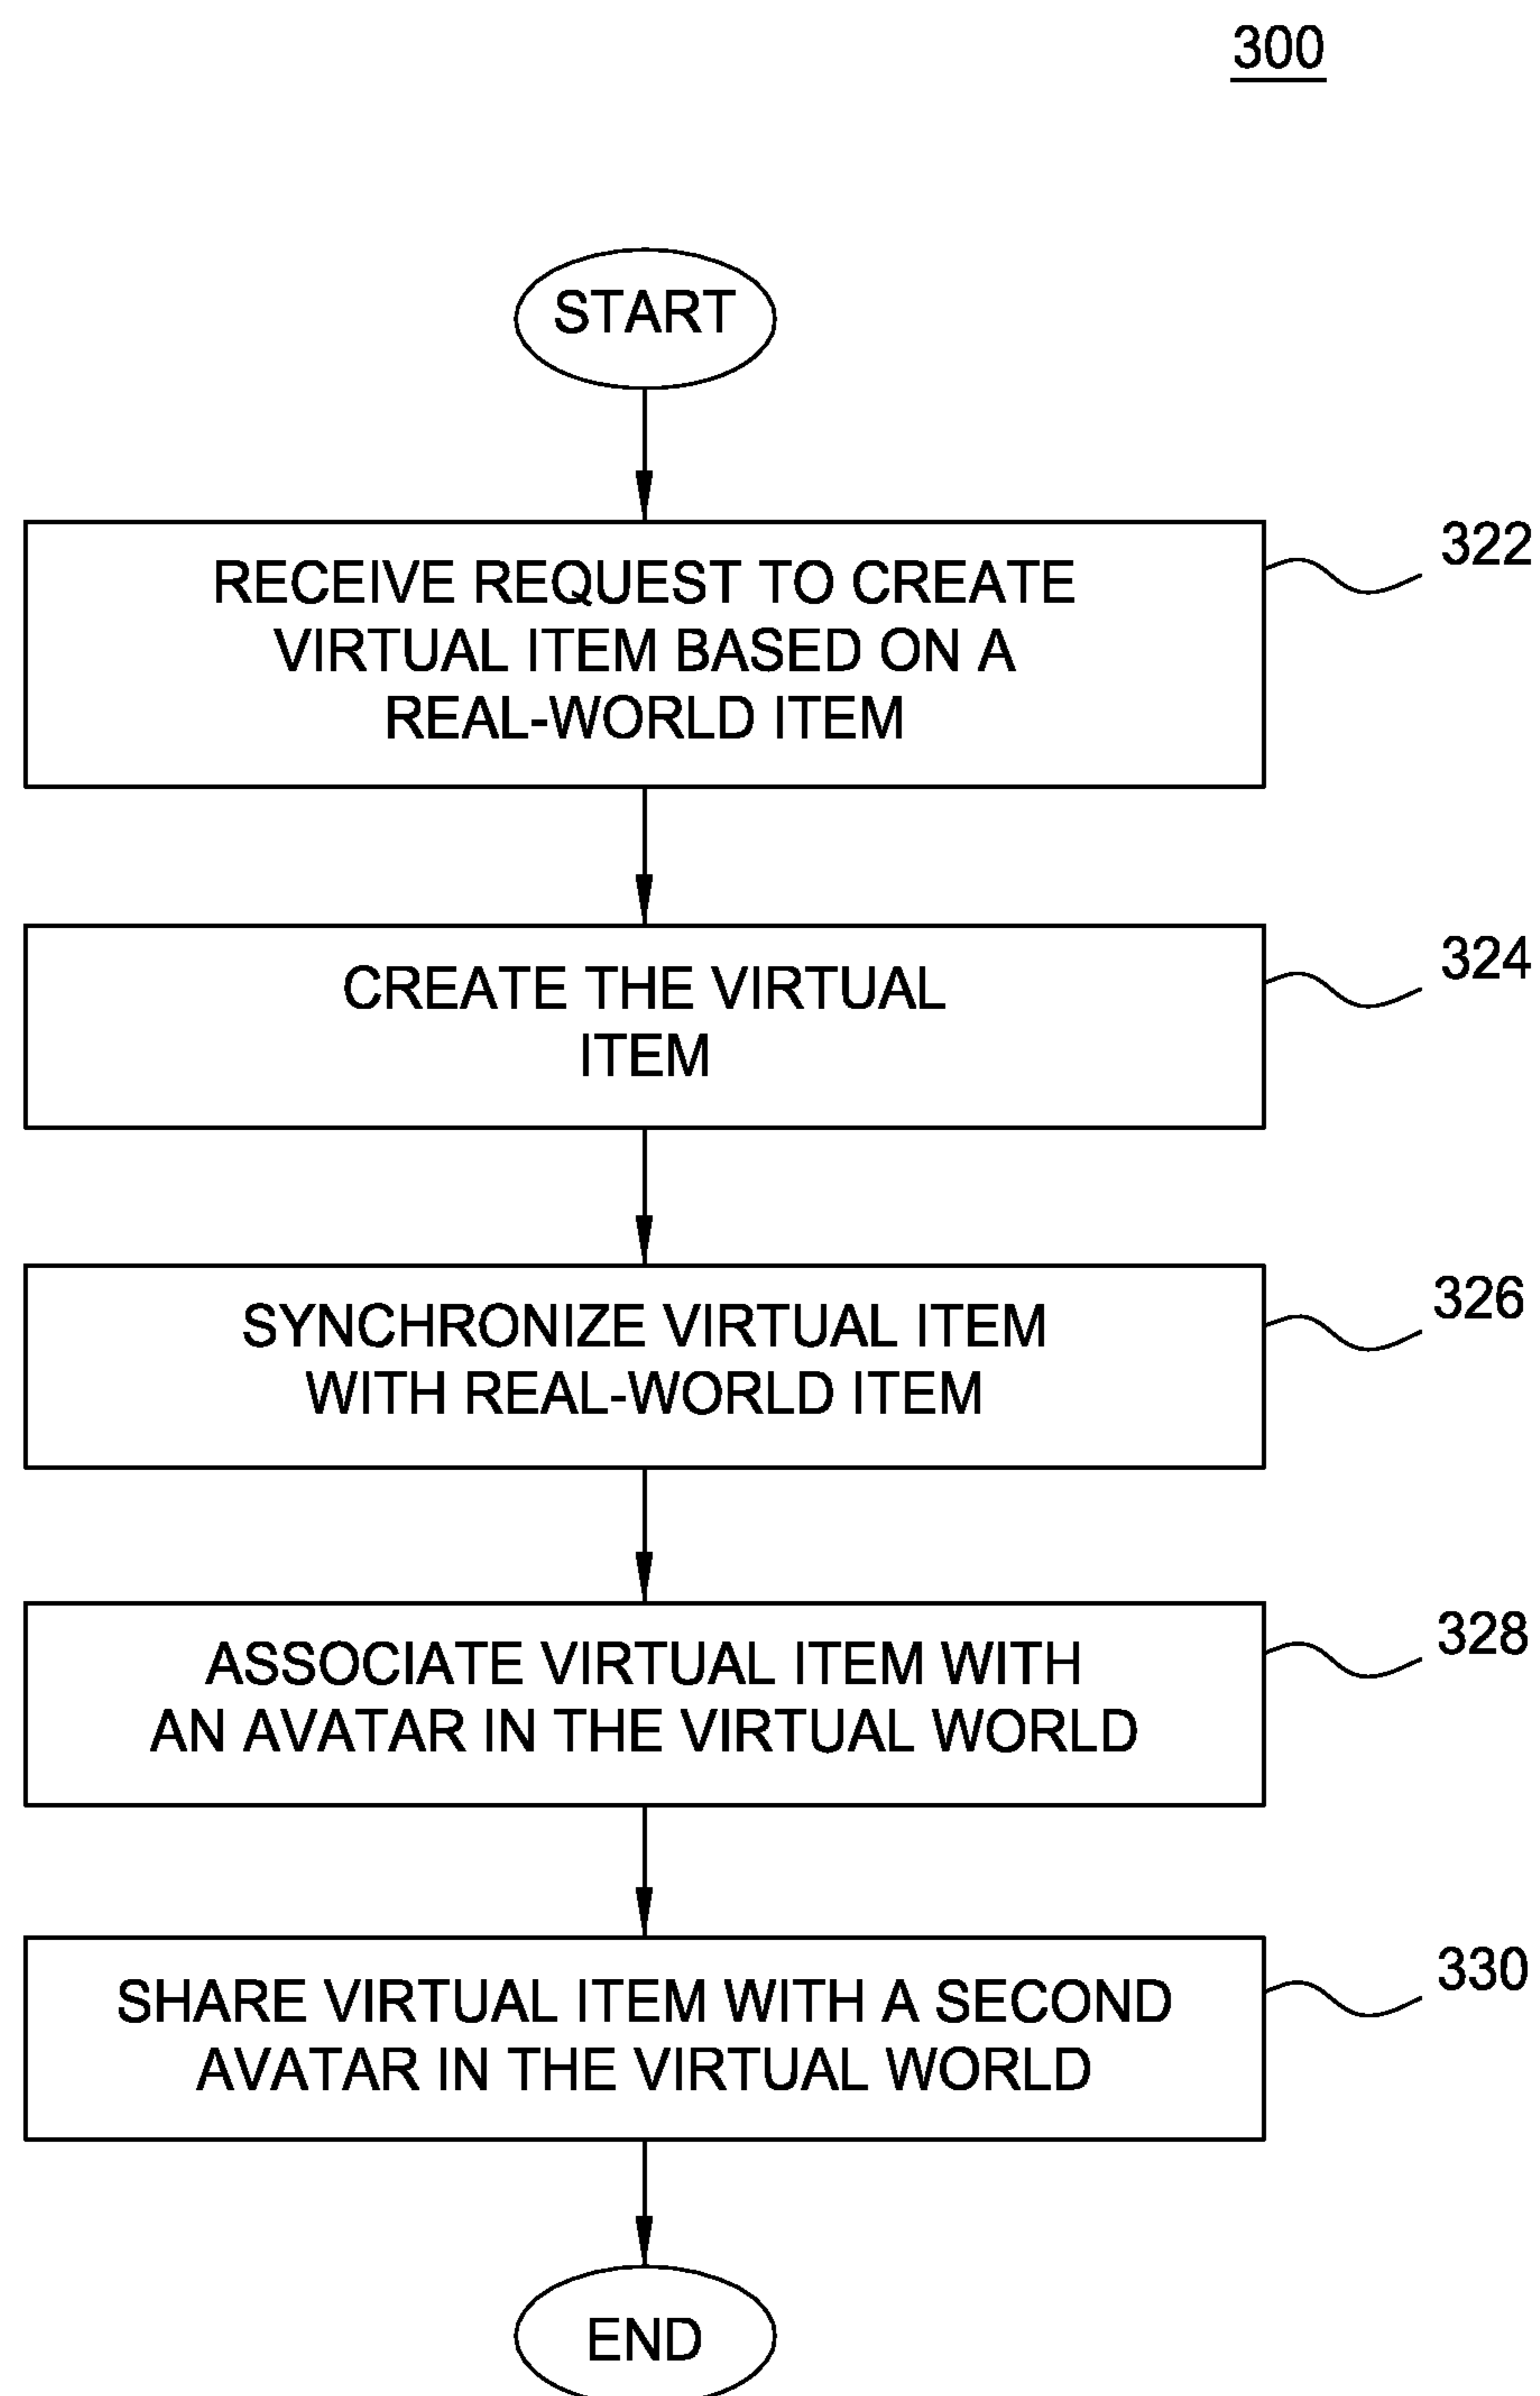 300
START
RECEIVE REQUEST TO CREATE
VIRTUAL ITEM BASED ON A
REAL-WORLD ITEM
322
CREATE THE VIRTUAL
ITEM
324
SYNCHRONIZE VIRTUAL ITEM
WITH REAL-WORLD ITEM
326
ASSOCIATE VIRTUAL ITEM WITH
AN AVATAR IN THE VIRTUAL WORLD
328
SHARE VIRTUAL ITEM WITH A SECOND
AVATAR IN THE VIRTUAL WORLD
330
END